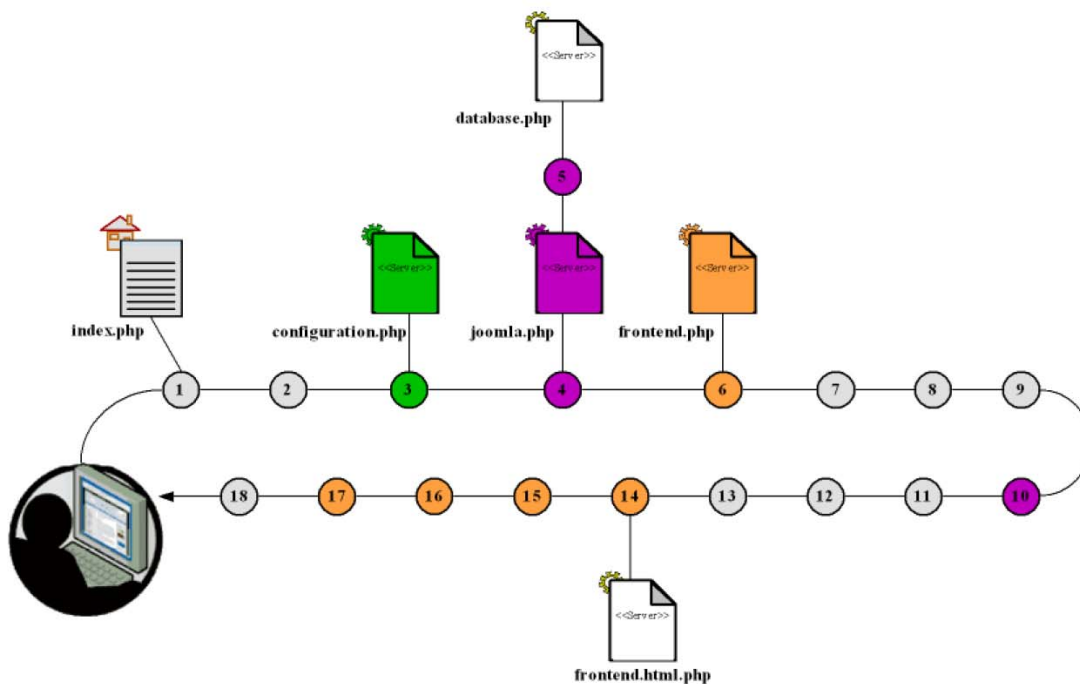 <<Server>>
database.php
5
<<Server>>
<<Server>>
<<Server>>
index.php
configuration.php
joomla.php
frontend.php
1
2
3
4
6
7
8
9
18
17
16
15
14
13
12
11
10
<<Server>>
frontend.html.php